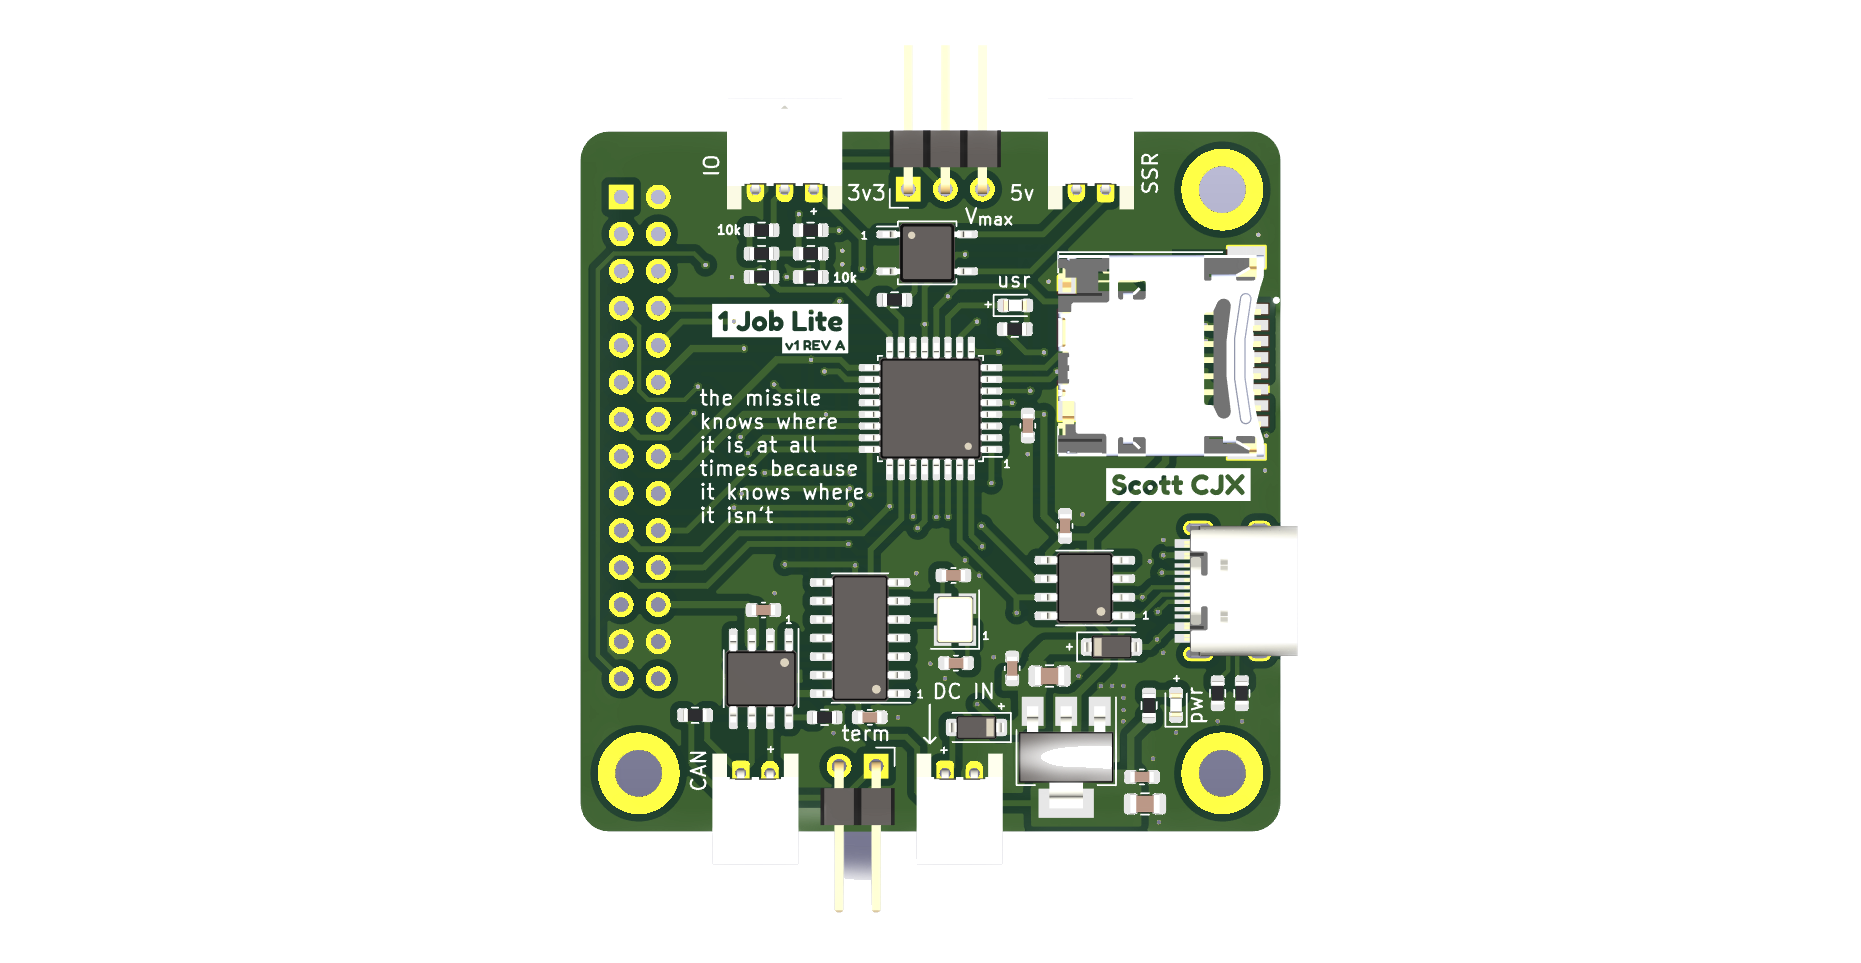 IO
SSR
3v3
5v
Vmax
+
10k
1
10k
usr
+
1 Job Lite
v1 REV A
the missile
knows where
it is at all
times because
it knows where
it isn't
1
Scott CJX
1
1
1
+
1
DC IN
+
+
pwr
term
CAN
+
+